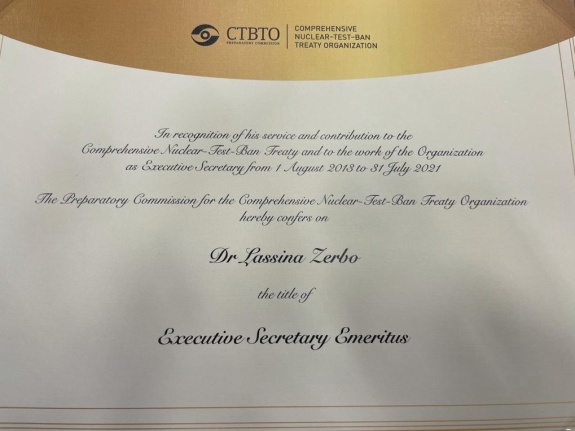 CTBTO
PREPARATORY COMMISSION
COMPREHENSIVE
NUCLEAR-TEST-BAN
TREATY ORGANIZATION
In recognition of his service and contribution to the
Comprehensive Nuclear-Test-Ban Treaty and to the work of the Organization
as Executive Secretary from 1 August 2013 to 31 July 2021
The Preparatory Commission for the Comprehensive Nuclear-Test-Ban Treaty Organization
hereby confers on
Dr Lassina Zerbo
the title of
Executive Secretary Emeritus